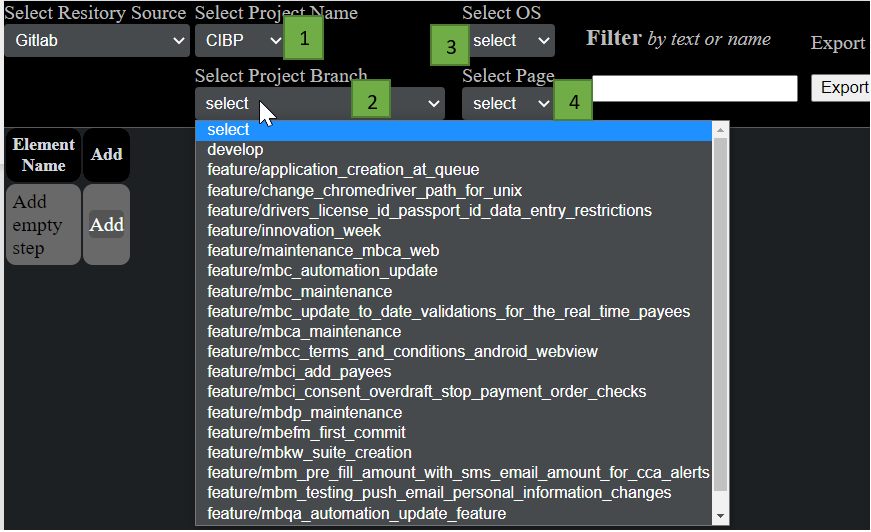 Select Resitory Source
Select Project Name
Select OS
Gitlab
CIBP
1
3
select
Filter by text or name
Export
Select Project Branch
Select Page
select
2
select
4
Export
select
develop
feature/application_creation_at_queue
feature/change_chromedriver_path_for_unix
feature/drivers_license_id_passport_id_data_entry_restrictions
feature/innovation_week
feature/maintenance_mbca_web
feature/mbc_automation_update
feature/mbc_maintenance
feature/mbc_update_to_date_validations_for_the_real_time_payees
feature/mbca_maintenance
feature/mbcc_terms_and_conditions_android_webview
feature/mbci_add_payees
feature/mbci_consent_overdraft_stop_payment_order_checks
feature/mbdp_maintenance
feature/mbefm_first_commit
feature/mbkw_suite_creation
feature/mbm_pre_fill_amount_with_sms_email_amount_for_cca_alerts
feature/mbm_testing_push_email_personal_information_changes
feature/mbqa_automation_update_feature
Element
Name
Add
Add
empty
step
Add